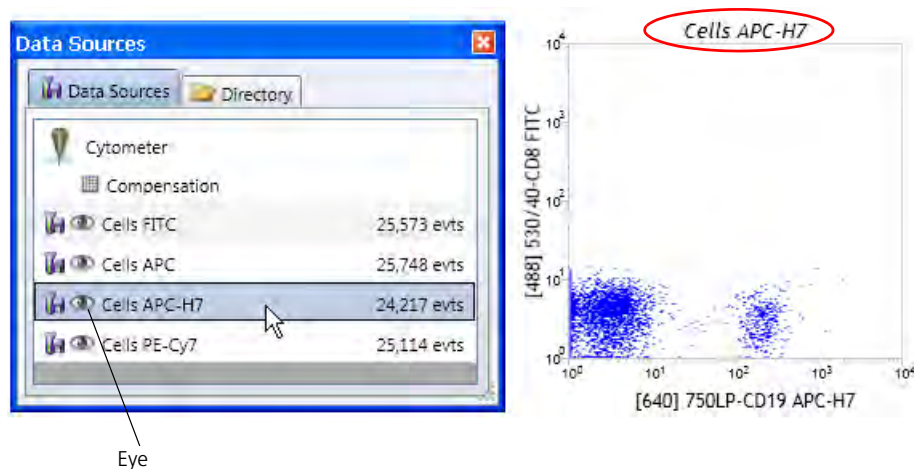 Data Sources
Data Sources
Directory
Cytometer
Compensation
Cells FITC 25,573 evts
Cells APC 25,748 evts
Cells APC-H7 24,217 evts
Cells PE-Cy7 25,114 evts
Eye
Cells APC-H7
10⁴
10³
10²
10¹
10⁰
[488] 530/40-CD8 FITC
10⁰ 10¹ 10² 10³ 10⁴
[640] 750LP-CD19 APC-H7